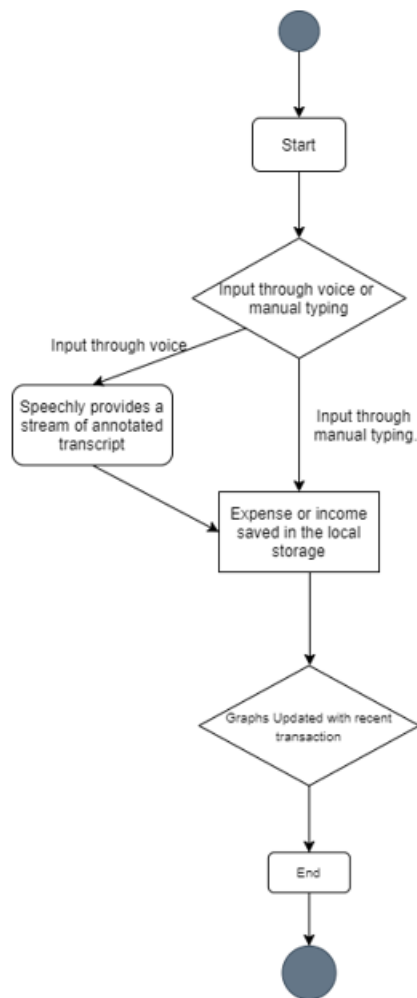 Start
Input through voice or
manual typing
Input through voice
Speechly provides a
stream of annotated
transcript
Input through
manual typing.
Expense or income
saved in the local
storage
Graphs Updated with recent
transaction
End